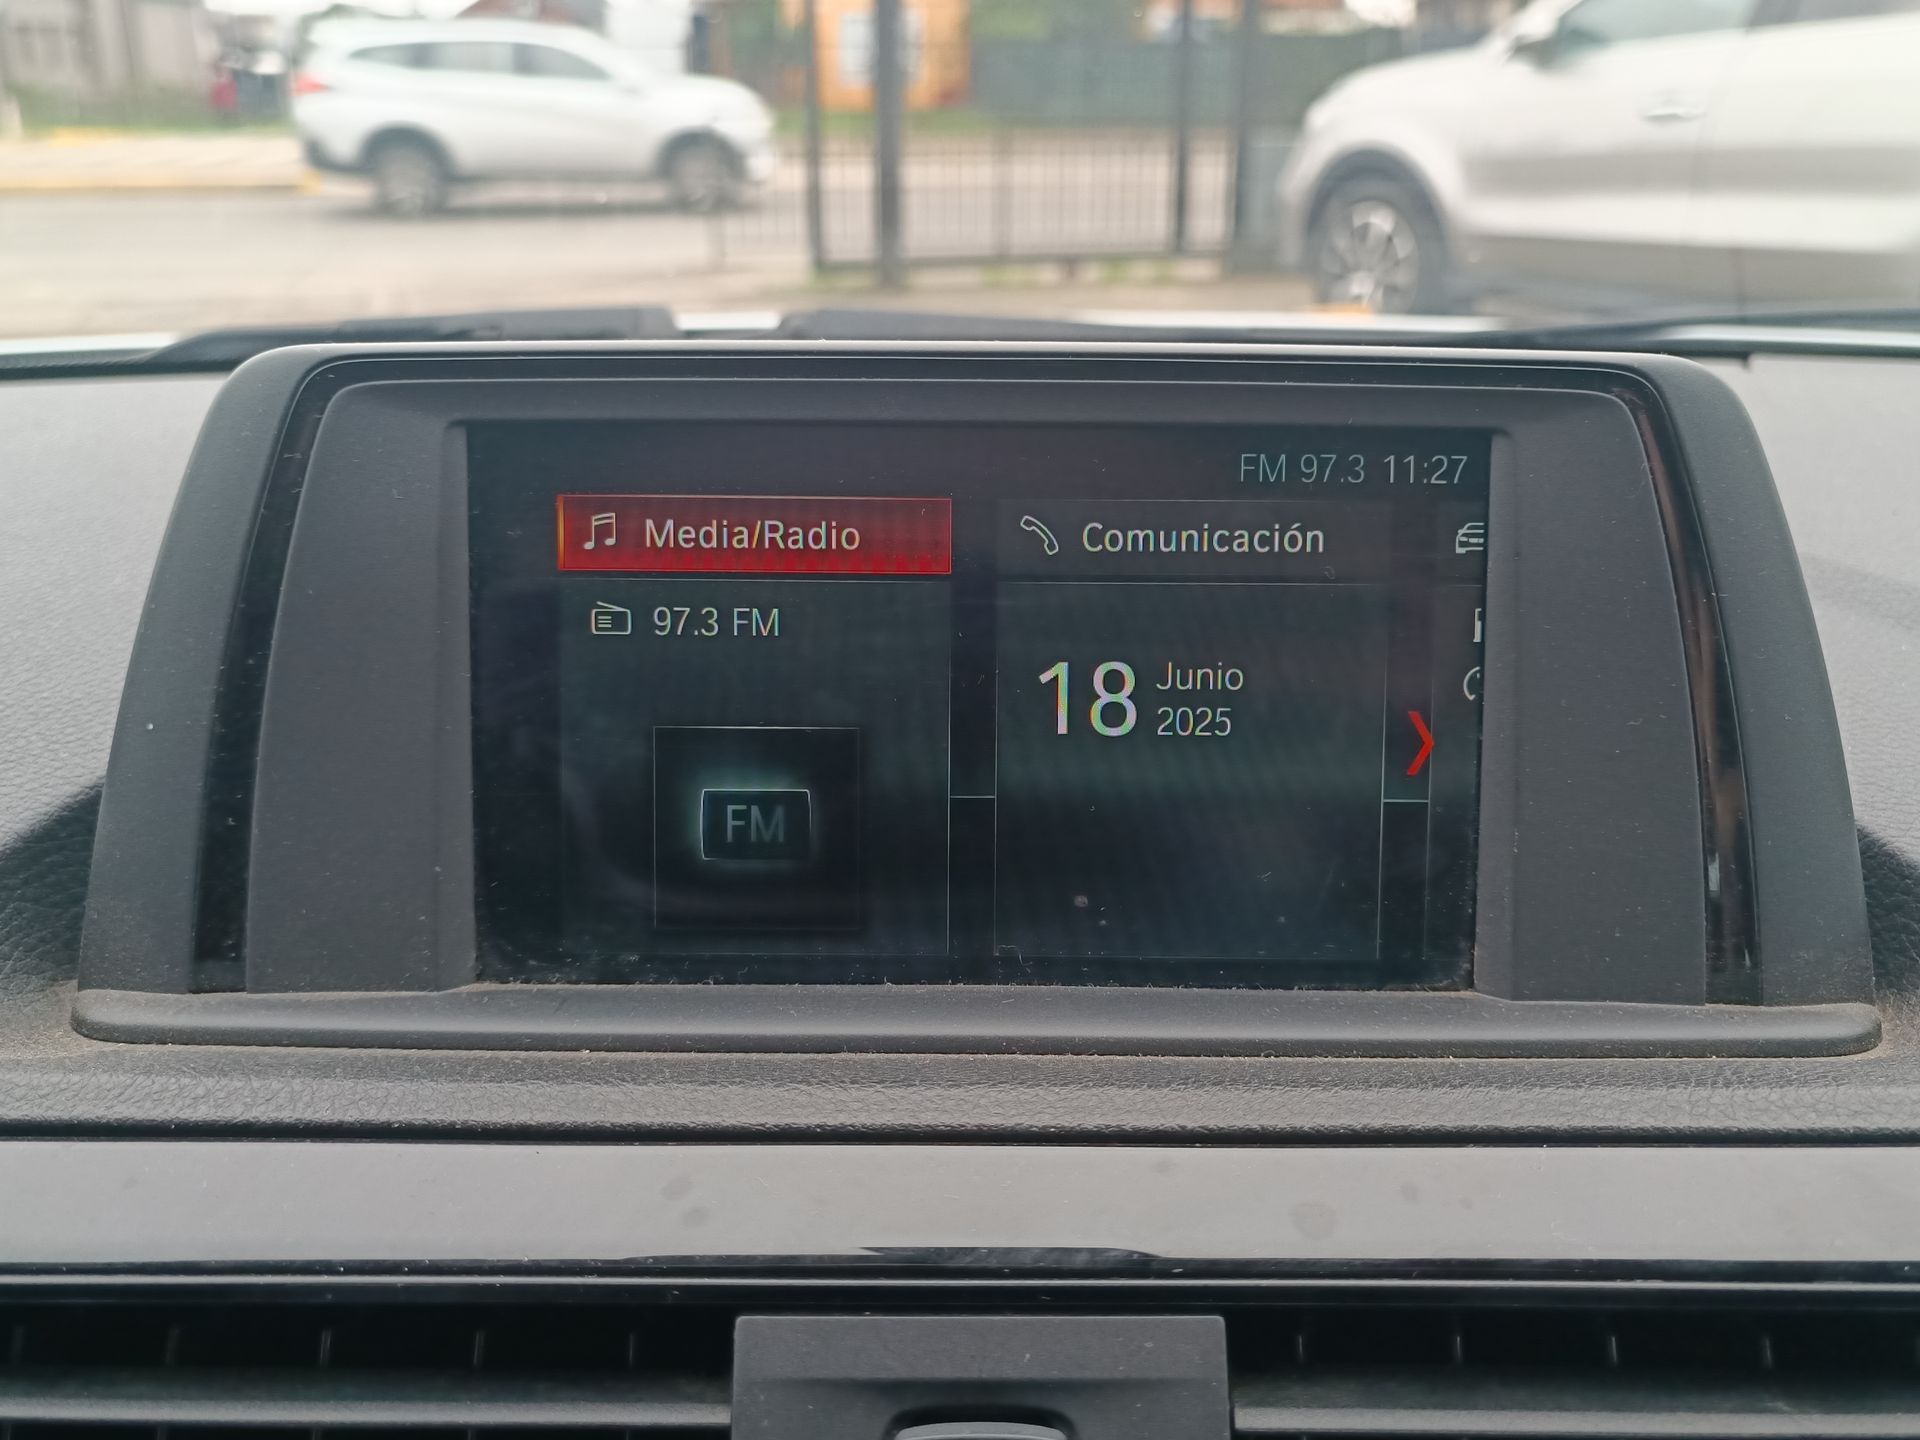 FM 97.3 11:27
Media/Radio
Comunicación
97.3 FM
18 Junio
2025
FM